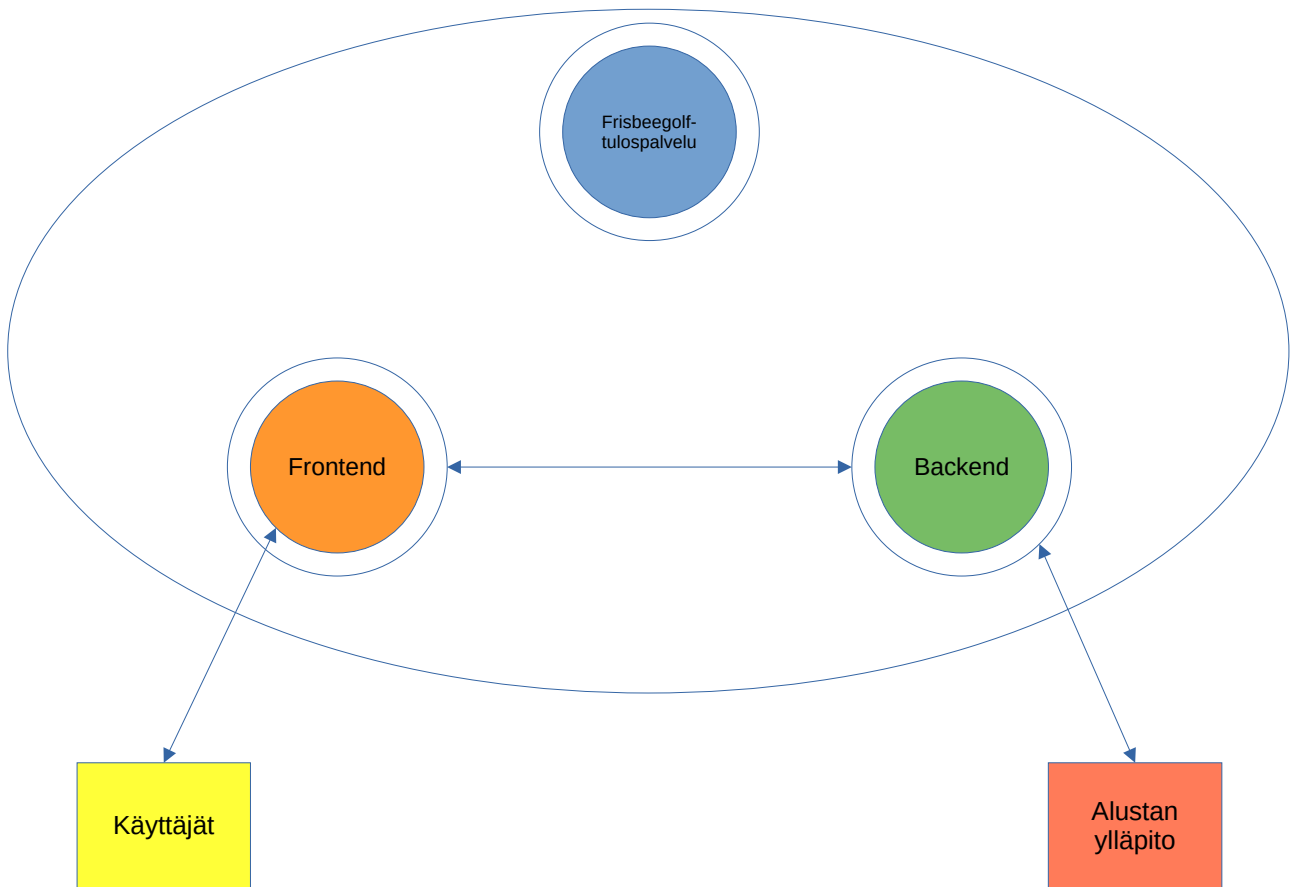 Frisbeegolf-
tulospalvelu
Frontend
Backend
Käyttäjät
Alustan
ylläpito